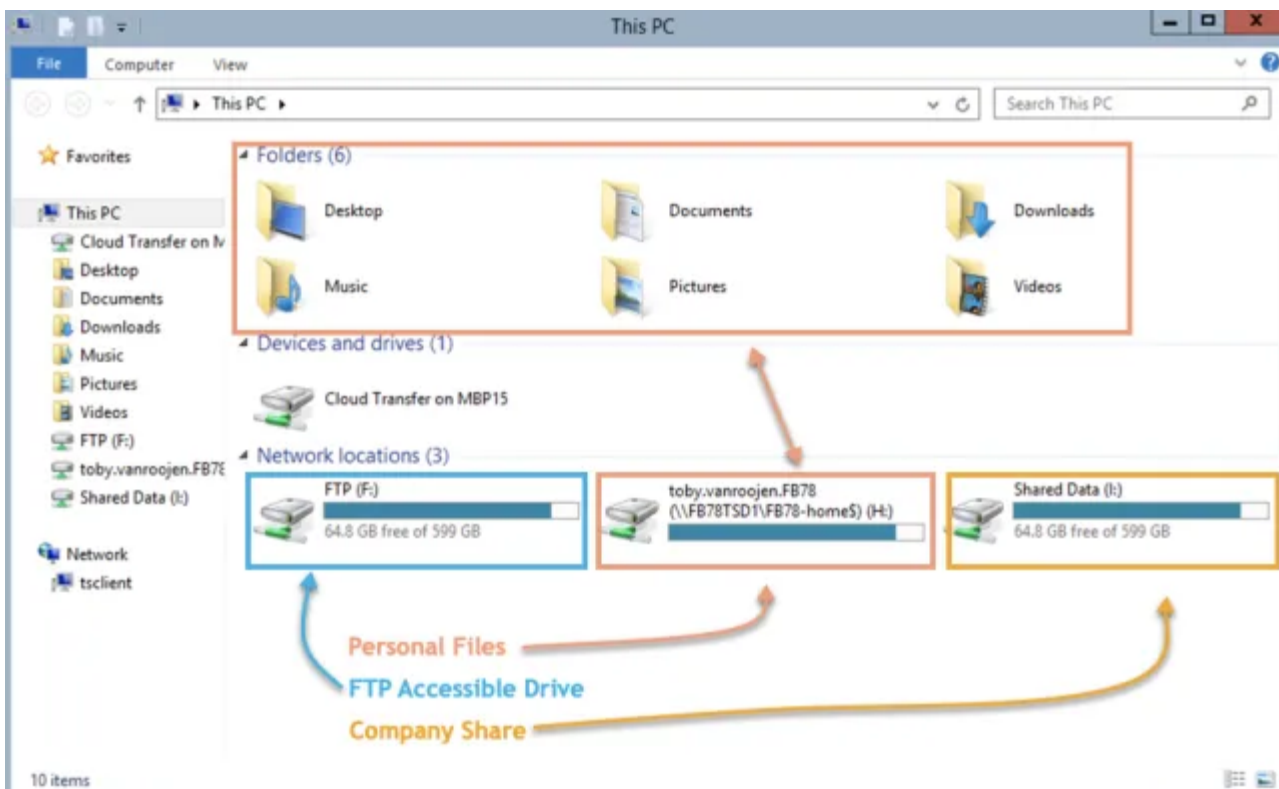 This PC
File Computer View
This PC
Search This PC
Favorites
This PC
Cloud Transfer on M
Desktop
Documents
Downloads
Music
Pictures
Videos
FTP (F:)
toby.vanroojen.FB78
Shared Data (I:)
Network
tsclient
Folders (6)
Desktop
Documents
Downloads
Music
Pictures
Videos
Devices and drives (1)
Cloud Transfer on MBP15
Network locations (3)
FTP (F:)
64.8 GB free of 599 GB
toby.vanroojen.FB78
(\\FB78TSD1\FB78-home$) (H:)
Shared Data (I:)
64.8 GB free of 599 GB
Personal Files
FTP Accessible Drive
Company Share
10 items